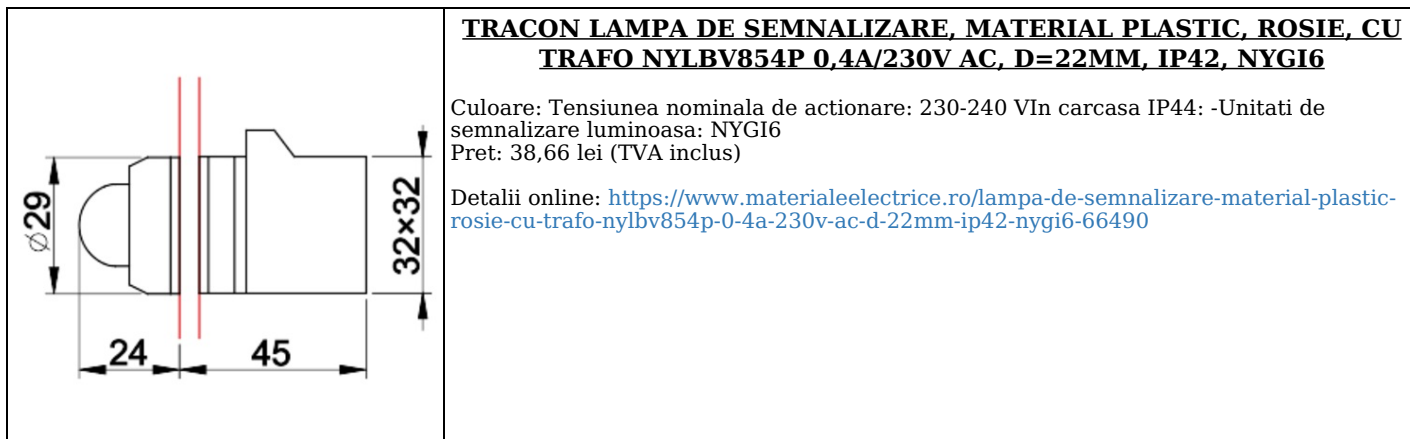 ⌀29
32×32
24
45
TRACON LAMPA DE SEMNALIZARE, MATERIAL PLASTIC, ROSIE, CU
TRAFO NYLBV854P 0,4A/230V AC, D=22MM, IP42, NYGI6
Culoare: Tensiunea nominala de actionare: 230-240 VIn carcasa IP44: -Unitati de
semnalizare luminoasa: NYGI6
Pret: 38,66 lei (TVA inclus)
Detalii online: https://www.materialeelectrice.ro/lampa-de-semnalizare-material-plastic-
rosie-cu-trafo-nylbv854p-0-4a-230v-ac-d-22mm-ip42-nygi6-66490